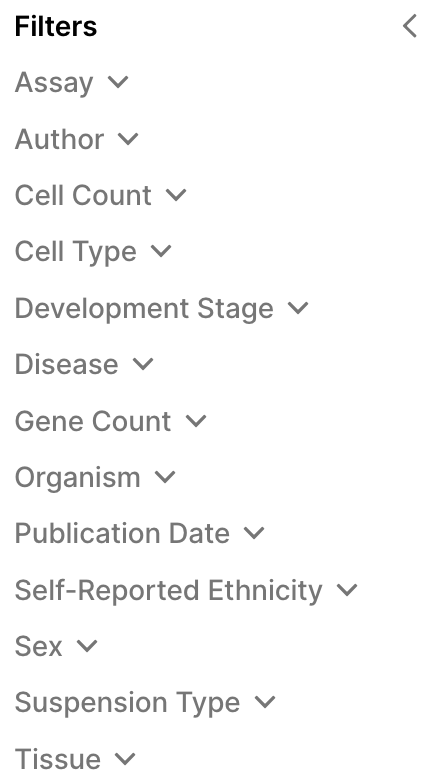 Filters
Assay
Author
Cell Count
Cell Type
Development Stage
Disease
Gene Count
Organism
Publication Date
Self-Reported Ethnicity
Sex
Suspension Type
Tissue